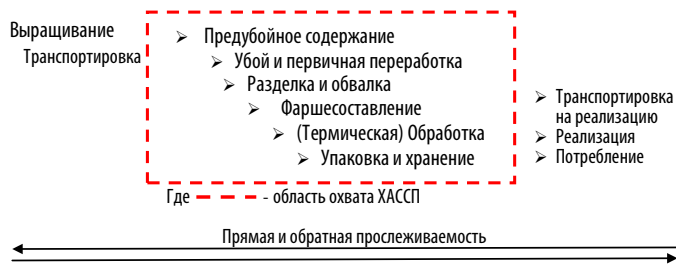 Выращивание
Транспортировка
➢ Предубойное содержание
➢ Убой и первичная переработка
➢ Разделка и обвалка
➢ Фаршесоставление
➢ (Термическая) Обработка
➢ Упаковка и хранение
➢ Транспортировка
на реализацию
➢ Реализация
➢ Потребление
Где - область охвата ХАССП
Прямая и обратная прослеживаемость